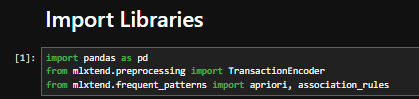 Import Libraries
[1]: import pandas as pd
from mlxtend.preprocessing import TransactionEncoder
from mlxtend.frequent_patterns import apriori, association_rules